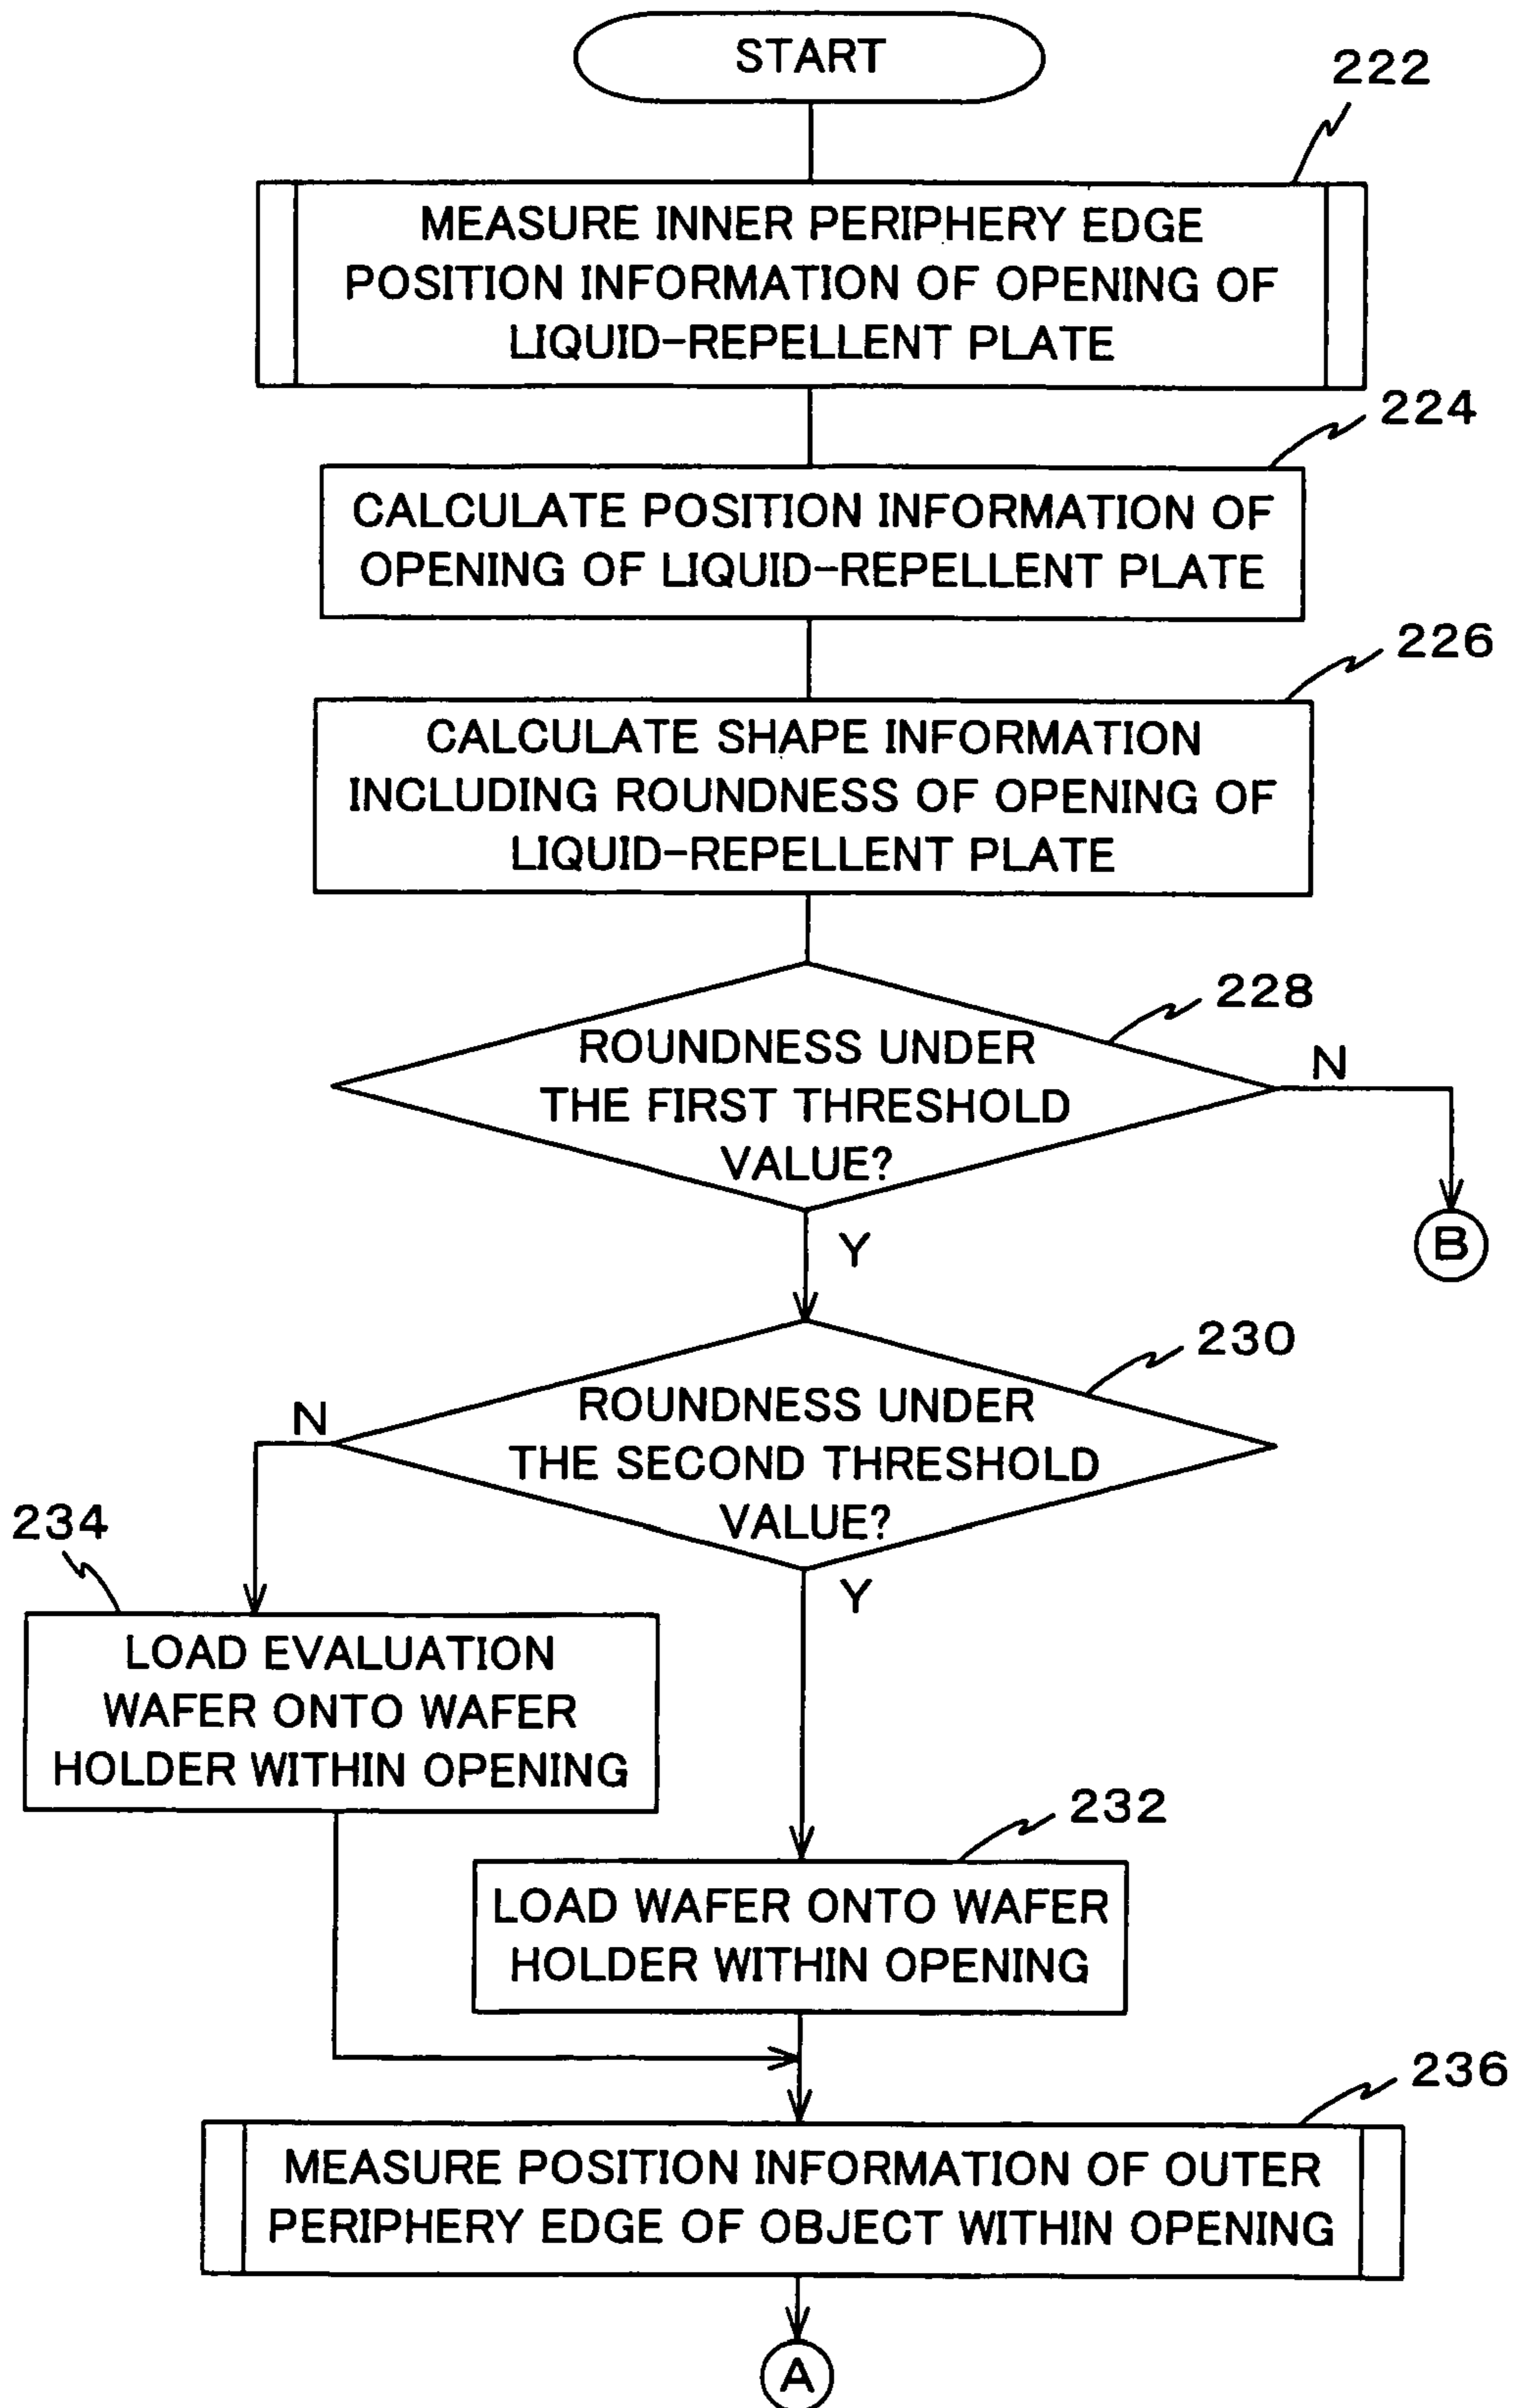 START
222
MEASURE INNER PERIPHERY EDGE
POSITION INFORMATION OF OPENING OF
LIQUID-REPELLENT PLATE
224
CALCULATE POSITION INFORMATION OF
OPENING OF LIQUID-REPELLENT PLATE
226
CALCULATE SHAPE INFORMATION
INCLUDING ROUNDNESS OF OPENING OF
LIQUID-REPELLENT PLATE
228
ROUNDNESS UNDER
THE FIRST THRESHOLD
VALUE?
N
B
Y
230
ROUNDNESS UNDER
THE SECOND THRESHOLD
VALUE?
N
Y
234
LOAD EVALUATION
WAFER ONTO WAFER
HOLDER WITHIN OPENING
232
LOAD WAFER ONTO WAFER
HOLDER WITHIN OPENING
236
MEASURE POSITION INFORMATION OF OUTER
PERIPHERY EDGE OF OBJECT WITHIN OPENING
A